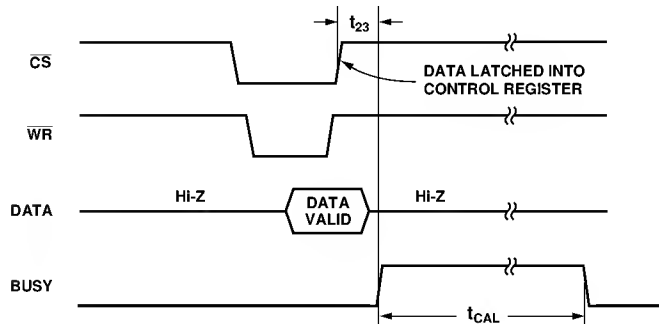 t23
CS
DATA LATCHED INTO
CONTROL REGISTER
WR
Hi-Z
DATA
VALID
Hi-Z
DATA
BUSY
tCAL